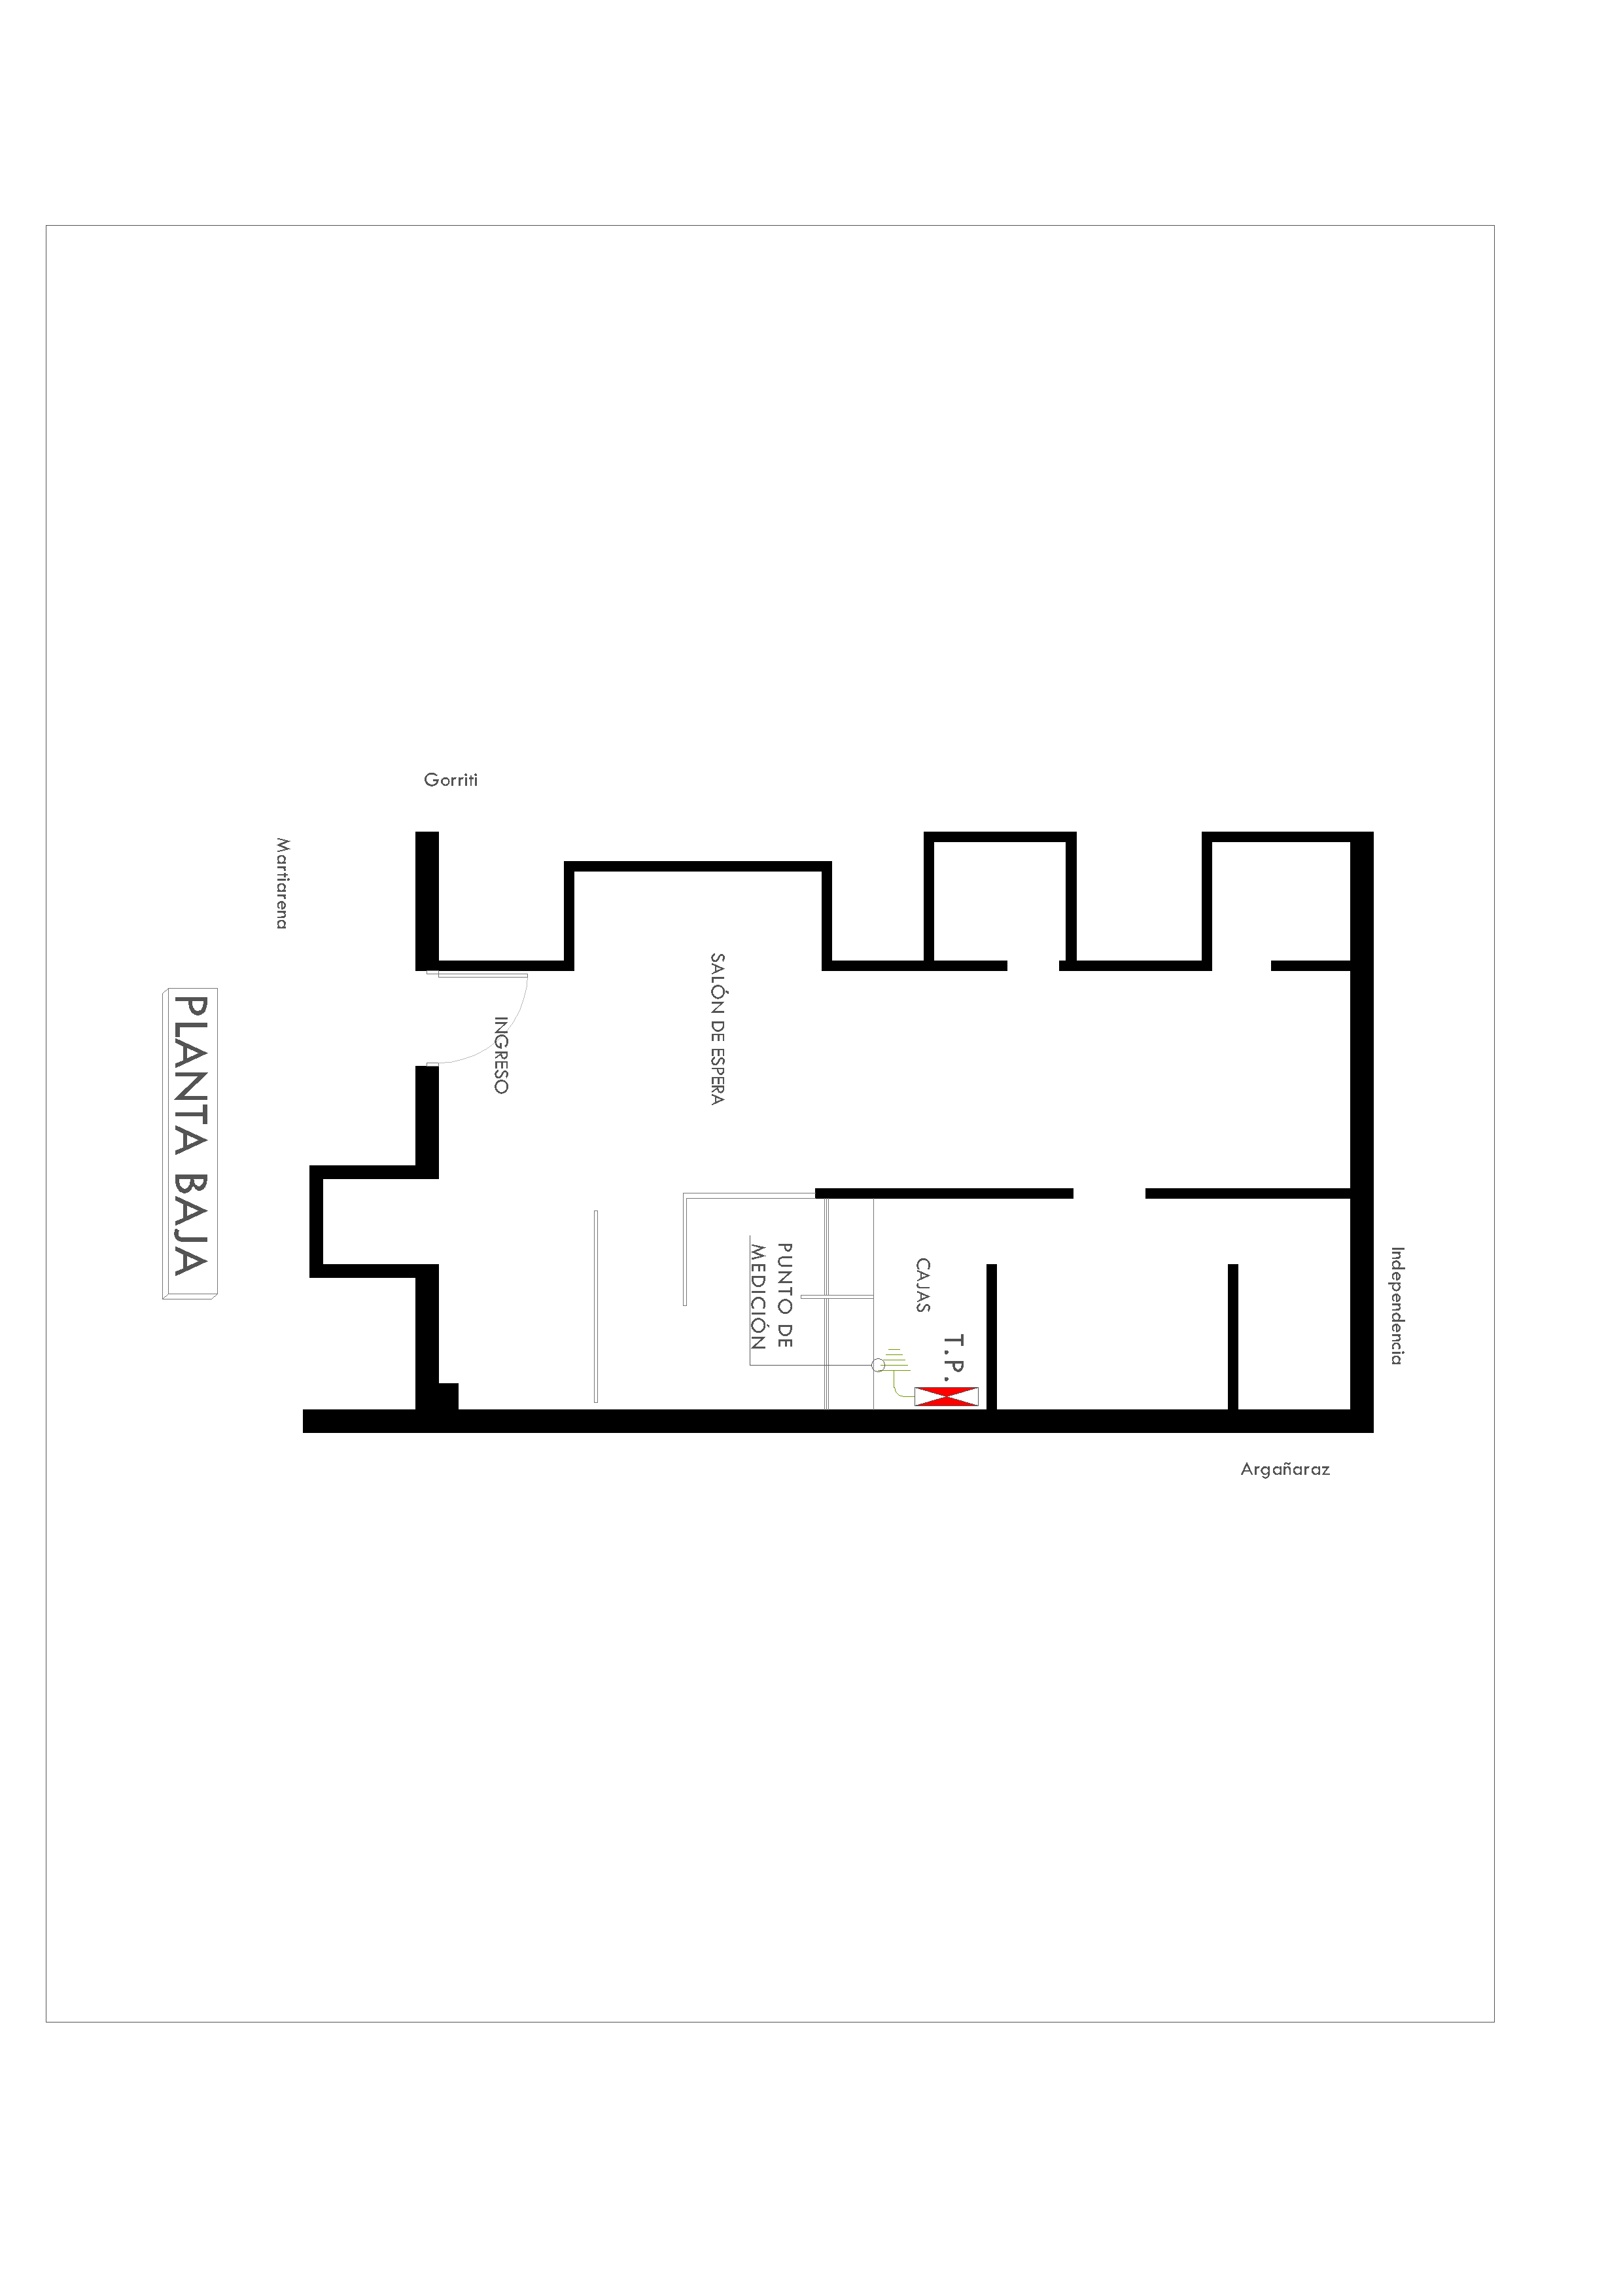 Gorriti
Martiarena
SALÓN DE ESPERA
INGRESO
PLANTA BAJA
PUNTO DE
MEDICIÓN
CAJAS
T.P.
Independencia
Argañaraz